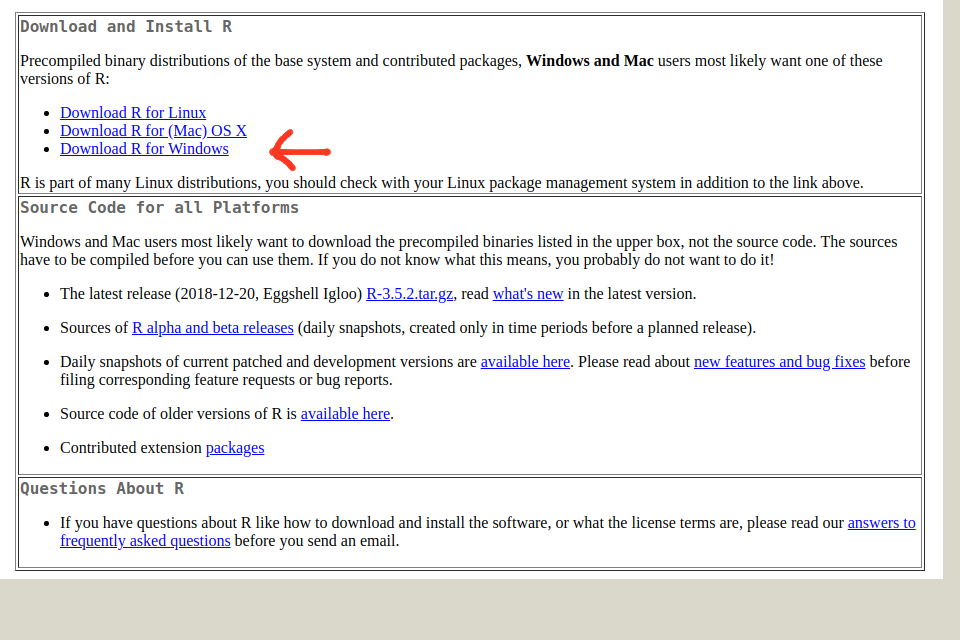 Download and Install R
Precompiled binary distributions of the base system and contributed packages, Windows and Mac users most likely want one of these
versions of R:
Download R for Linux
Download R for (Mac) OS X
Download R for Windows
R is part of many Linux distributions, you should check with your Linux package management system in addition to the link above.
Source Code for all Platforms
Windows and Mac users most likely want to download the precompiled binaries listed in the upper box, not the source code. The sources
have to be compiled before you can use them. If you do not know what this means, you probably do not want to do it!
The latest release (2018-12-20, Eggshell Igloo) R-3.5.2.tar.gz, read what's new in the latest version.
Sources of R alpha and beta releases (daily snapshots, created only in time periods before a planned release).
Daily snapshots of current patched and development versions are available here. Please read about new features and bug fixes before
filing corresponding feature requests or bug reports.
Source code of older versions of R is available here.
Contributed extension packages
Questions About R
If you have questions about R like how to download and install the software, or what the license terms are, please read our answers to
frequently asked questions before you send an email.